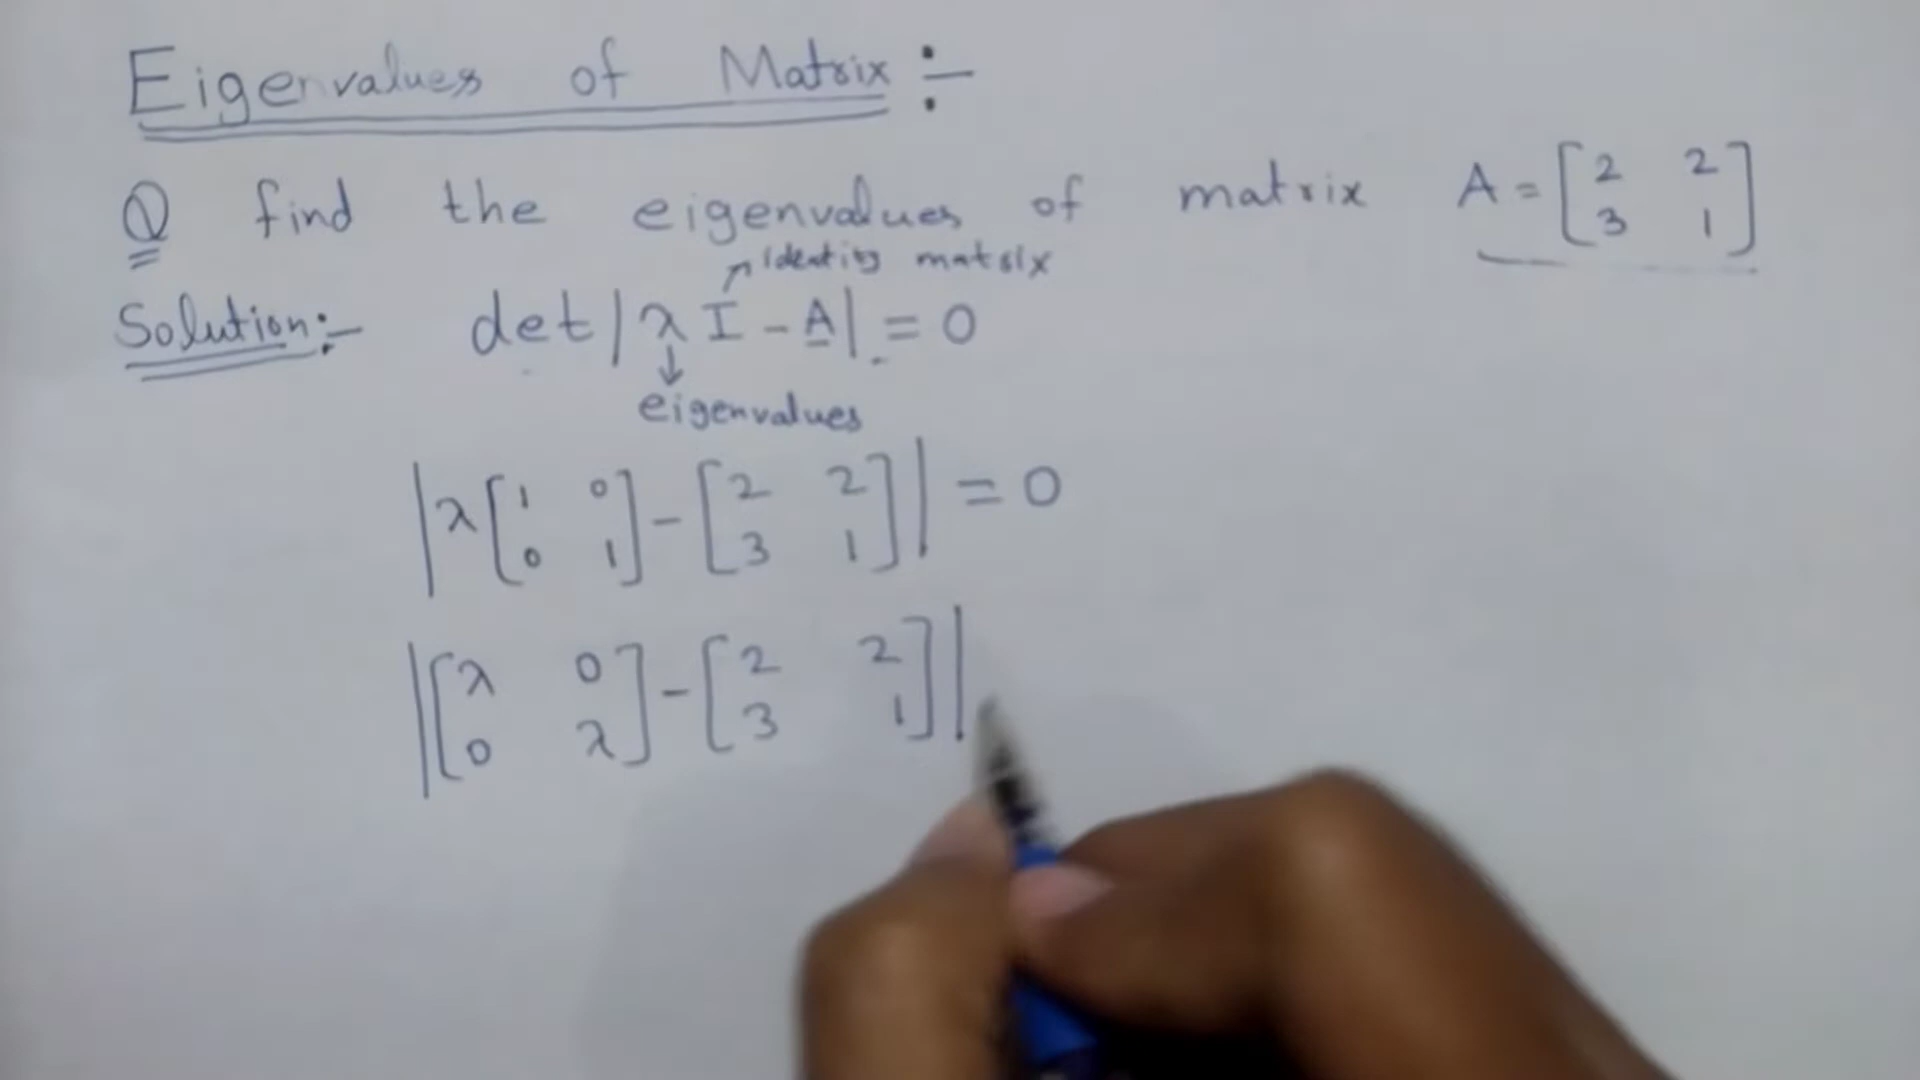 Eigenvalues of Matrix :-
Q find the eigenvalues of matrix A = [2 2
3 1]
identity matrix
Solution:- det|λI - A| = 0
eigenvalues
|λ[1 0
0 1] - [2 2
3 1]| = 0
|[λ 0
0 λ] - [2 2
3 1]|